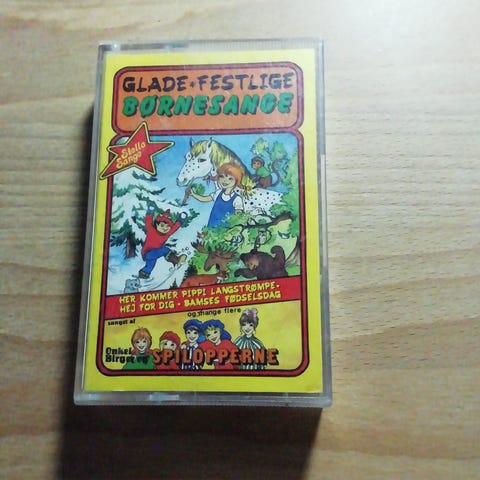 GLADE * FESTLIGE
BØRNESANGE
Stella
Sange
HER KOMMER PIPPI LANGSTRØMPE -
HEJ FOR DIG - BAMSES FØDSELSDAG
og mange flere
sunget af
Onkel
Birger og
SPILOPPERNE